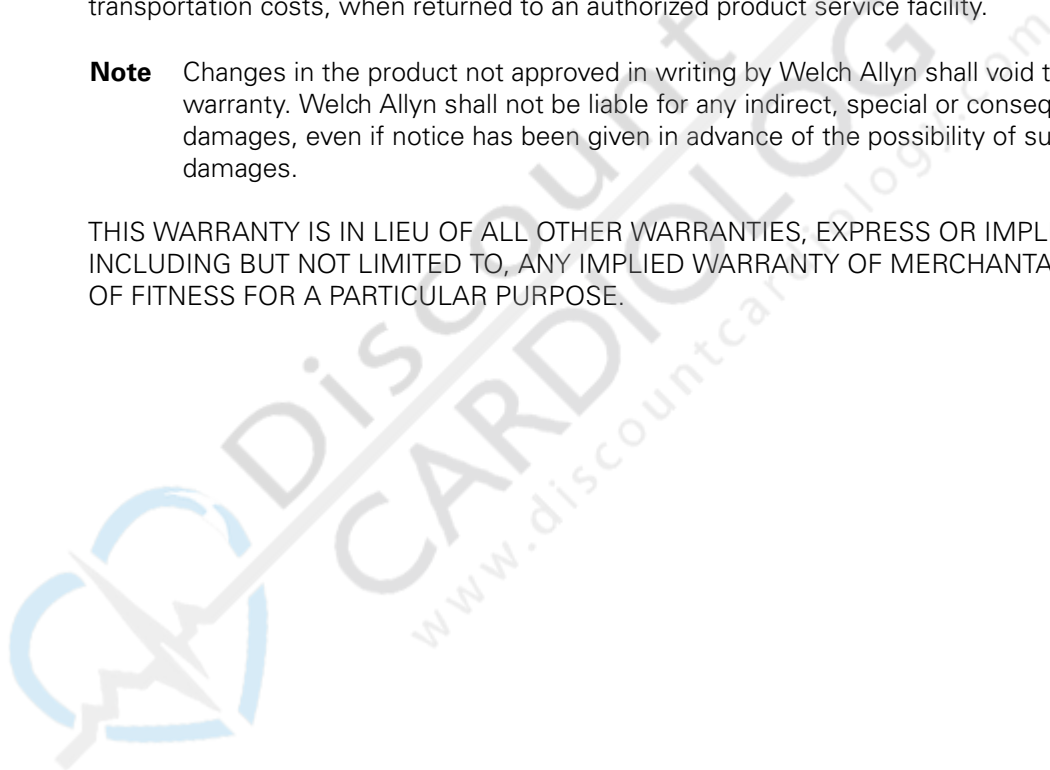 transportation costs, when returned to an authorized product service facility.
Note Changes in the product not approved in writing by Welch Allyn shall void
warranty. Welch Allyn shall not be liable for any indirect, special or
damages, even if notice has been given in advance of the possibility of
damages.
THIS WARRANTY IS IN LIEU OF ALL OTHER WARRANTIES, EXPRESS OR
INCLUDING BUT NOT LIMITED TO, ANY IMPLIED WARRANTY OF
OF FITNESS FOR A PARTICULAR PURPOSE.
Discount
CARDIOLOGY
www.discountcardiology.com